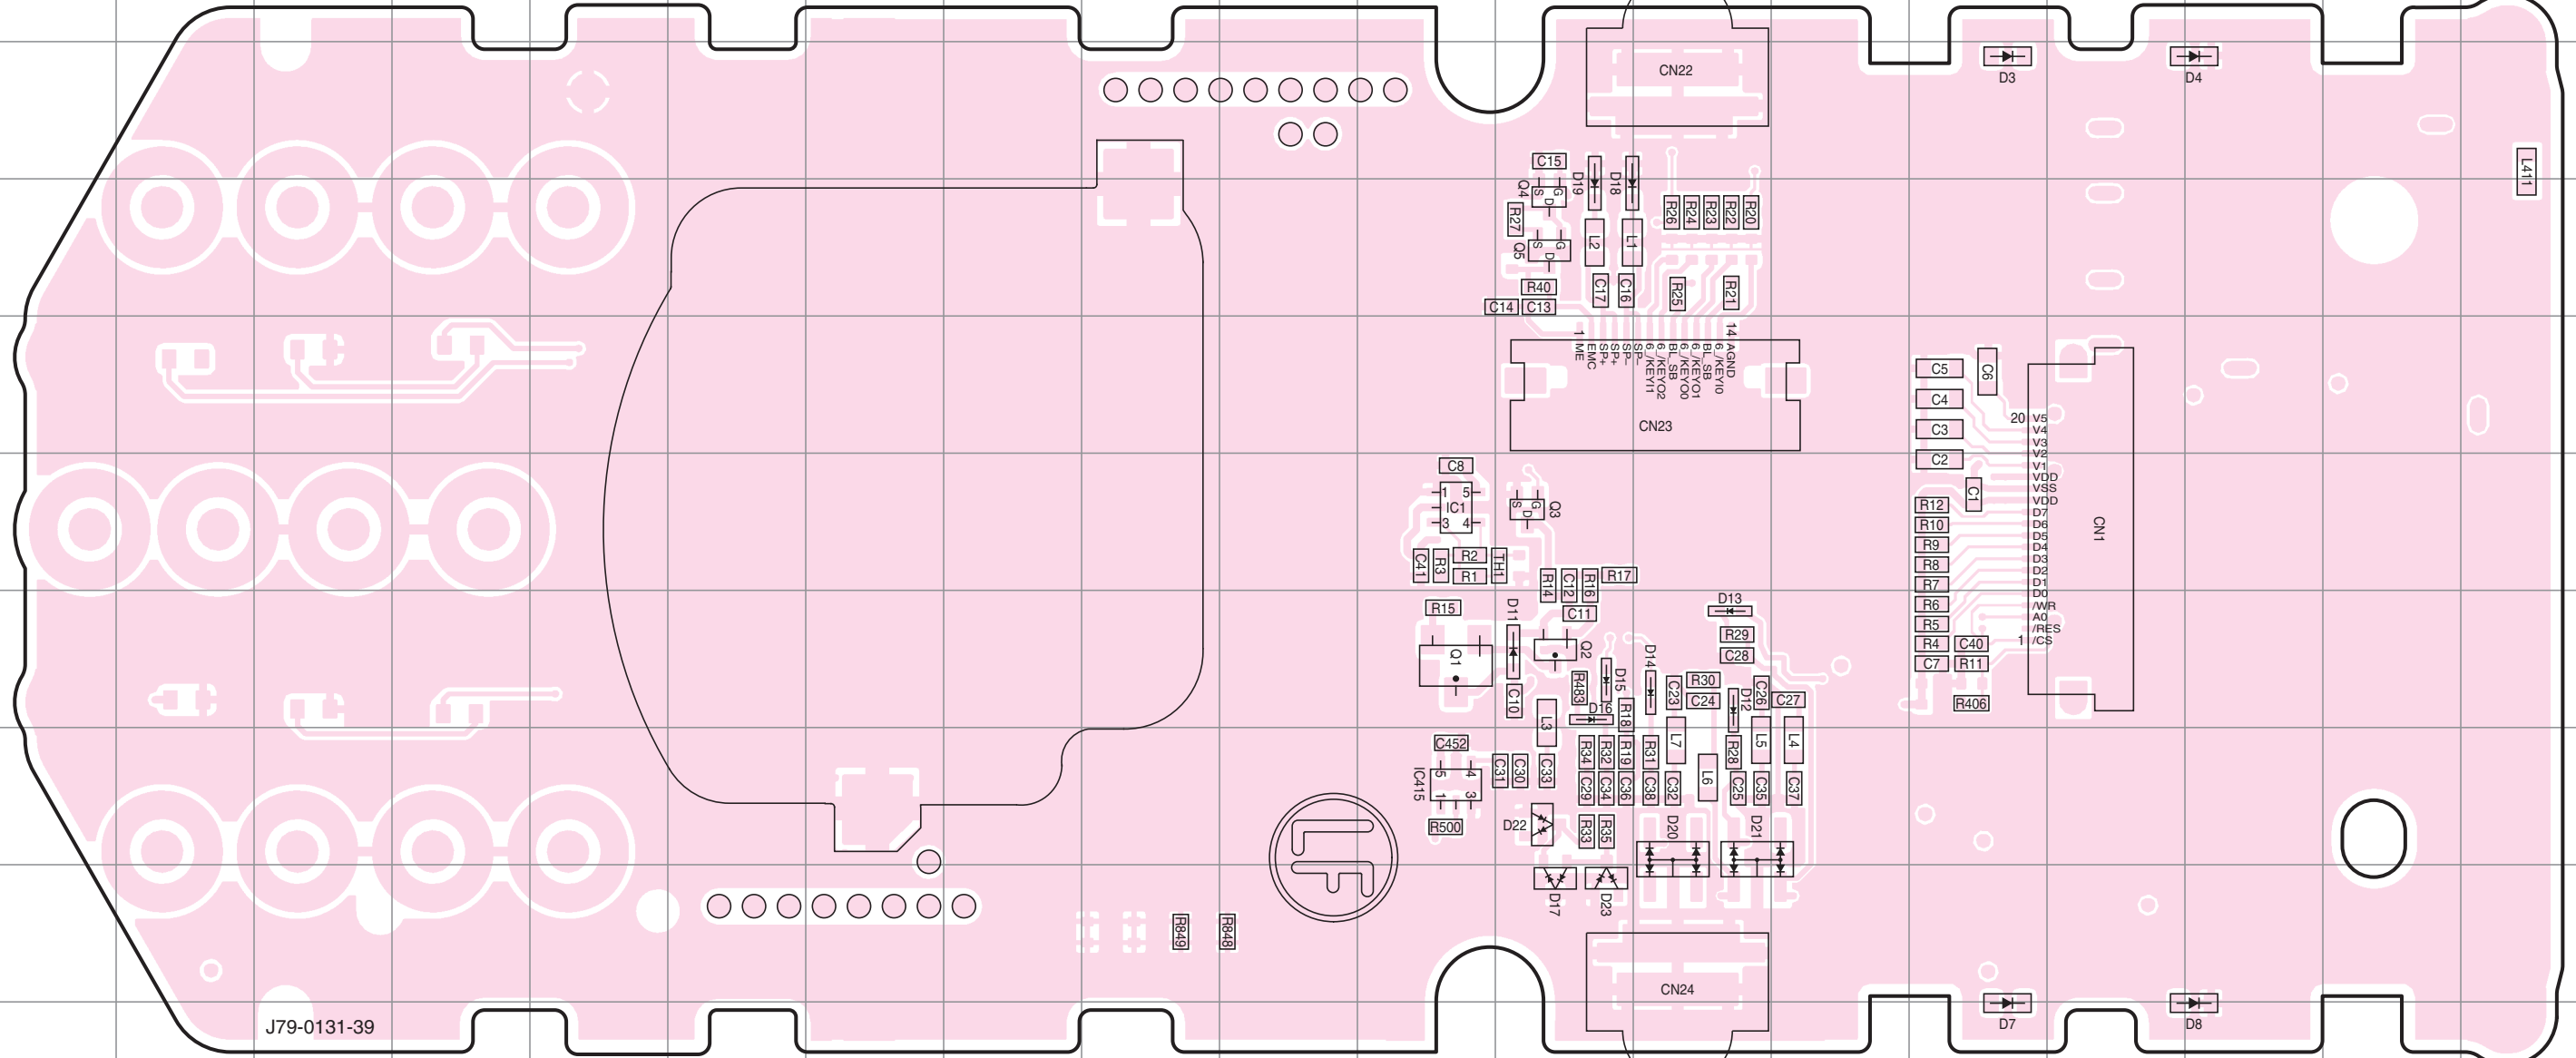 CN22
D3
D4
L411
C15
D19
D18
Q4
S
G
D
R27
R26
R24
R23
R22
R20
Q5
S
G
D
L2
L1
R40
C14
C13
C17
C16
R25
R21
1
14
ME
EMC
SP+
SP+
SP-
SP-
6_/KEYI1
6_/KEYO2
BL_SB
6_/KEYO0
6_/KEYO1
BL_SB
6_/KEYI0
AGND
CN23
C5
C6
C4
C3
C2
C1
20 V5
V4
V3
V2
V1
VDD
VSS
VDD
D7
D6
D5
D4
D3
D2
D1
D0
/WR
A0
/RES
1 /CS
CN1
R12
R10
R9
R8
R7
R6
R5
R4
C40
C7
R11
R406
C8
1
5
IC1
3
4
S
G
D
Q3
C41
R3
R2
R1
TH1
R14
C12
R16
R17
R15
D11
C11
D13
Q1
Q2
R29
C28
D14
D15
R483
C10
R30
C23
C24
D12
C26
C27
D16
R18
L3
L7
L5
L4
C452
IC415
5
4
1
3
C31
C30
C33
R34
R32
R19
R31
R28
L6
C29
C34
C36
C38
C32
C25
C35
C37
R500
D22
R33
R35
D20
D21
D17
D23
R849
R848
CN24
D7
D8
J79-0131-39